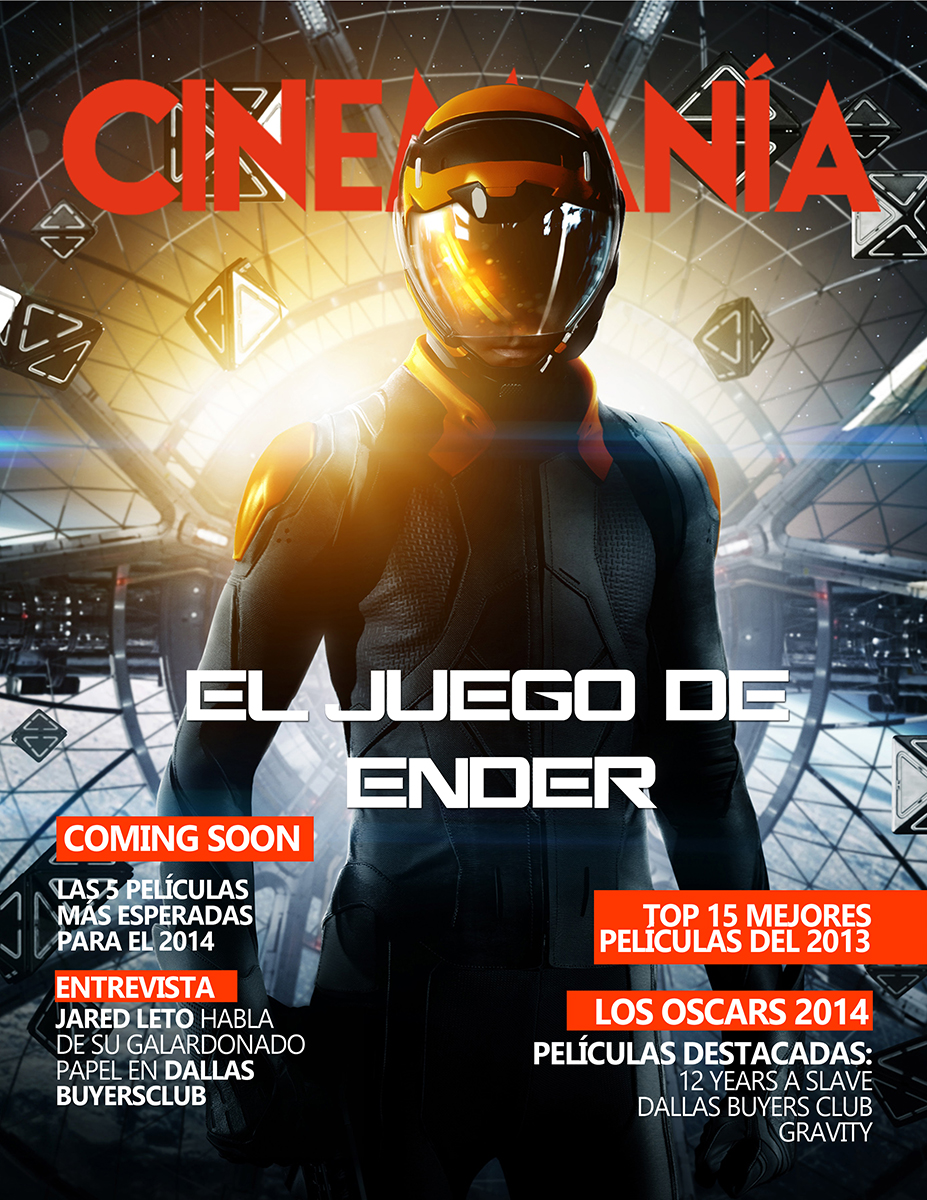 CINEMANÍA
EL JUEGO DE
ENDER
COMING SOON
LAS 5 PELÍCULAS
MÁS ESPERADAS
PARA EL 2014
ENTREVISTA
JARED LETO HABLA
DE SU GALARDONADO
PAPEL EN DALLAS
BUYERSCLUB
TOP 15 MEJORES
PELÍCULAS DEL 2013
LOS OSCARS 2014
PELÍCULAS DESTACADAS:
12 YEARS A SLAVE
DALLAS BUYERS CLUB
GRAVITY